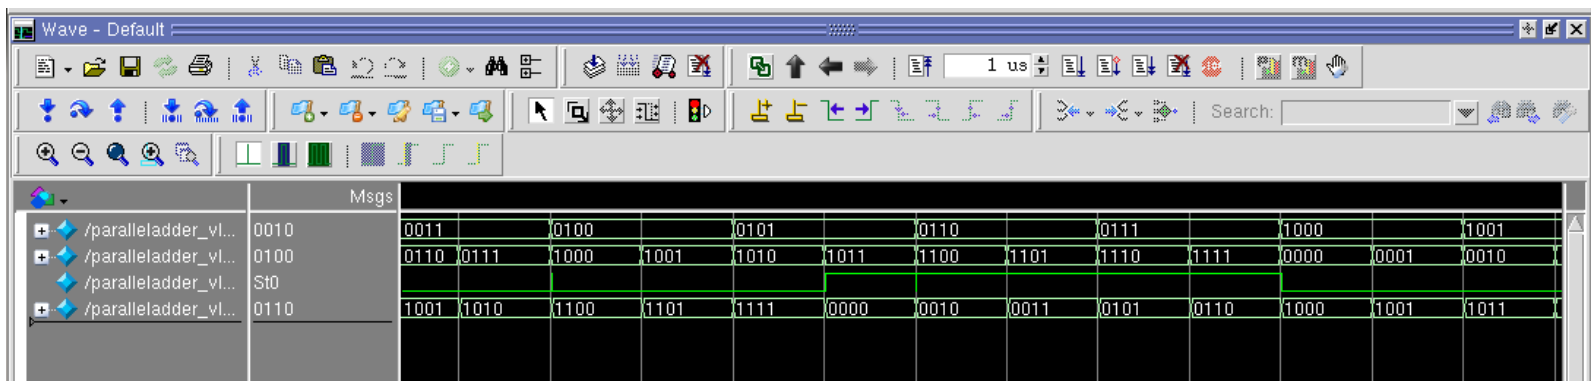 Wave - Default
1 us
Search:
Msgs
/paralleladder_vl... 0010 0011 0100 0101 0110 0111 1000 1001
/paralleladder_vl... 0100 0110 0111 1000 1001 1010 1011 1100 1101 1110 1111 0000 0001 0010
/paralleladder_vl... St0
/paralleladder_vl... 0110 1001 1010 1100 1101 1111 0000 0010 0011 0101 0110 1000 1001 1011